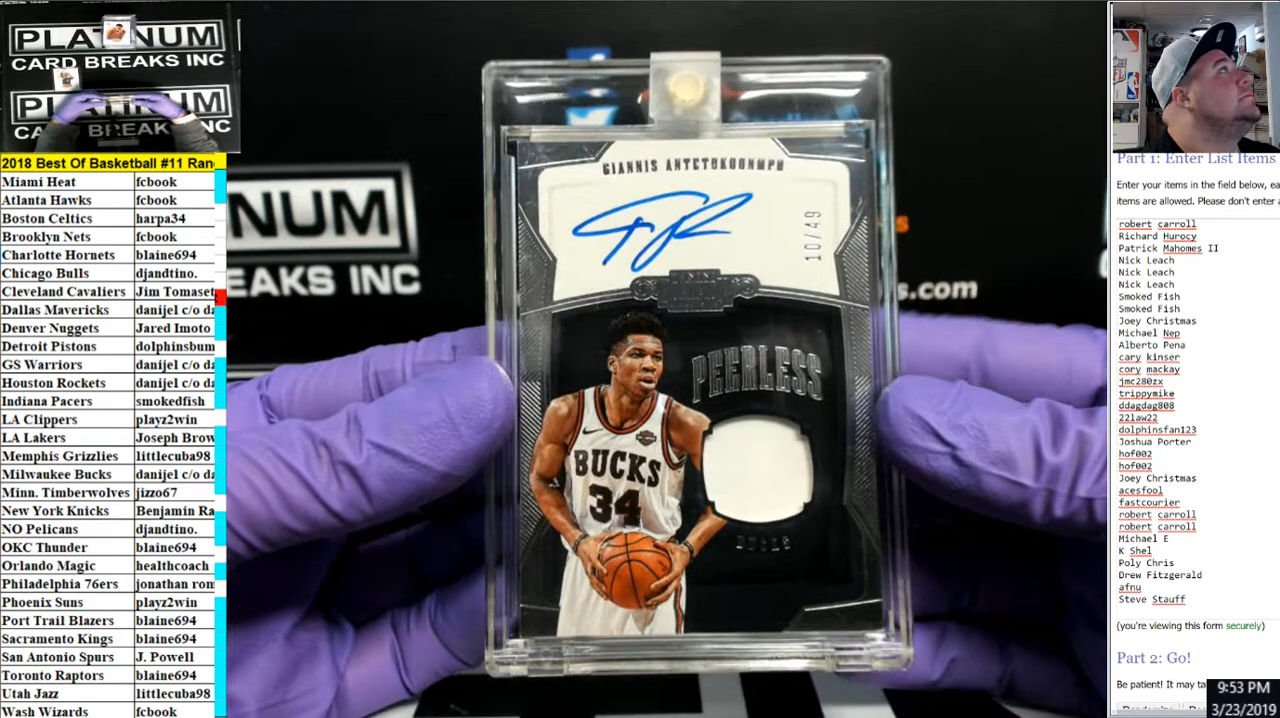 PLATINUM
CARD BREAKS INC
PLATINUM
CARD BREAKS INC
2018 Best Of Basketball #11 Ran
Miami Heat fcbook
Atlanta Hawks fcbook
Boston Celtics harpa34
Brooklyn Nets fcbook
Charlotte Hornets blaine694
Chicago Bulls djandtino.
Cleveland Cavaliers Jim Tomaset
Dallas Mavericks danijel c/o da
Denver Nuggets Jared Imoto
Detroit Pistons dolphinsbum
GS Warriors danijel c/o da
Houston Rockets danijel c/o da
Indiana Pacers smokedfish
LA Clippers playz2win
LA Lakers Joseph Brow
Memphis Grizzlies littlecuba98
Milwaukee Bucks danijel c/o da
Minn. Timberwolves jizzo67
New York Knicks Benjamin Ra
NO Pelicans djandtino.
OKC Thunder blaine694
Orlando Magic healthcoach
Philadelphia 76ers jonathan rom
Phoenix Suns playz2win
Port Trail Blazers blaine694
Sacramento Kings blaine694
San Antonio Spurs J. Powell
Toronto Raptors blaine694
Utah Jazz littlecuba98
Wash Wizards fcbook
NUM
EAKS INC
s.com
GIANNIS ANTETOKOUNMPO
10/49
PEERLESS
BUCKS
34
Part 1: Enter List Items
Enter your items in the field below, ea
items are allowed. Please don't enter a
robert carroll
Richard Hurocy
Patrick Mahomes II
Nick Leach
Nick Leach
Nick Leach
Smoked Fish
Smoked Fish
Joey Christmas
Michael Nep
Alberto Pena
cary kinser
cory mackay
jmc280zx
trippymike
ddagdag808
22law22
dolphinsfan123
Joshua Porter
hof002
hof002
Joey Christmas
acesfool
fastcourier
robert carroll
robert carroll
Michael E
K Shel
Poly Chris
Drew Fitzgerald
afnu
Steve Stauff
(you're viewing this form securely)
Part 2: Go!
Be patient! It may ta
9:53 PM
3/23/2019